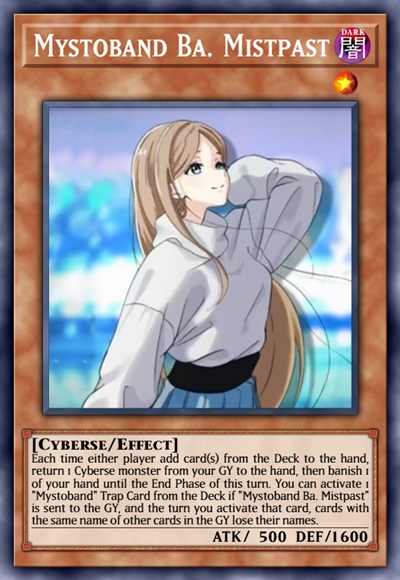 Mystoband Ba. Mistpast
DARK
闇
[Cyberse/Effect]
Each time either player add card(s) from the Deck to the hand,
return 1 Cyberse monster from your GY to the hand, then banish 1
of your hand until the End Phase of this turn. You can activate 1
"Mystoband" Trap Card from the Deck if "Mystoband Ba. Mistpast"
is sent to the GY, and the turn you activate that card, cards with
the same name of other cards in the GY lose their names.
ATK/ 500 DEF/1600